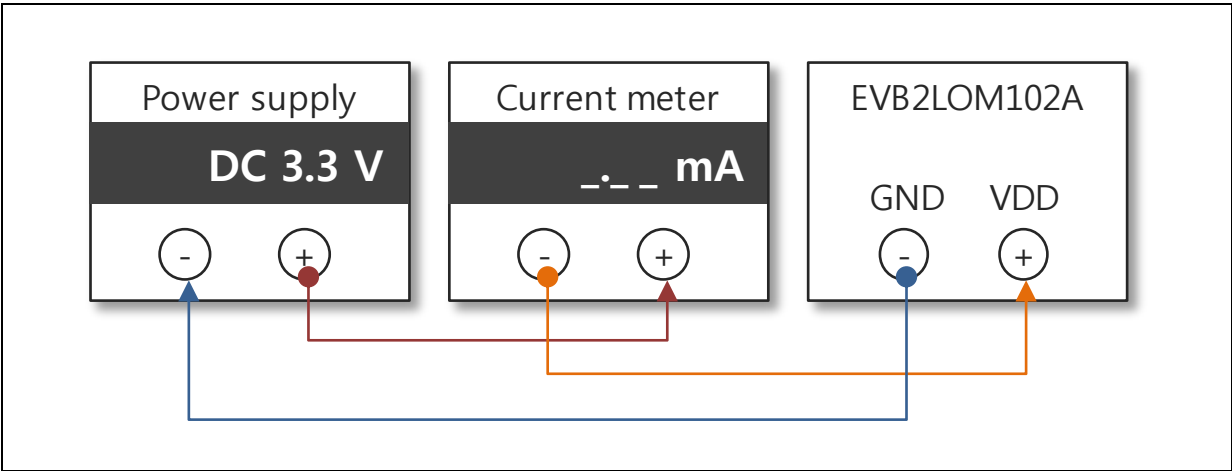 Power supply
DC 3.3 V
- +
Current meter
_._ _ mA
- +
EVB2LOM102A
GND VDD
- +